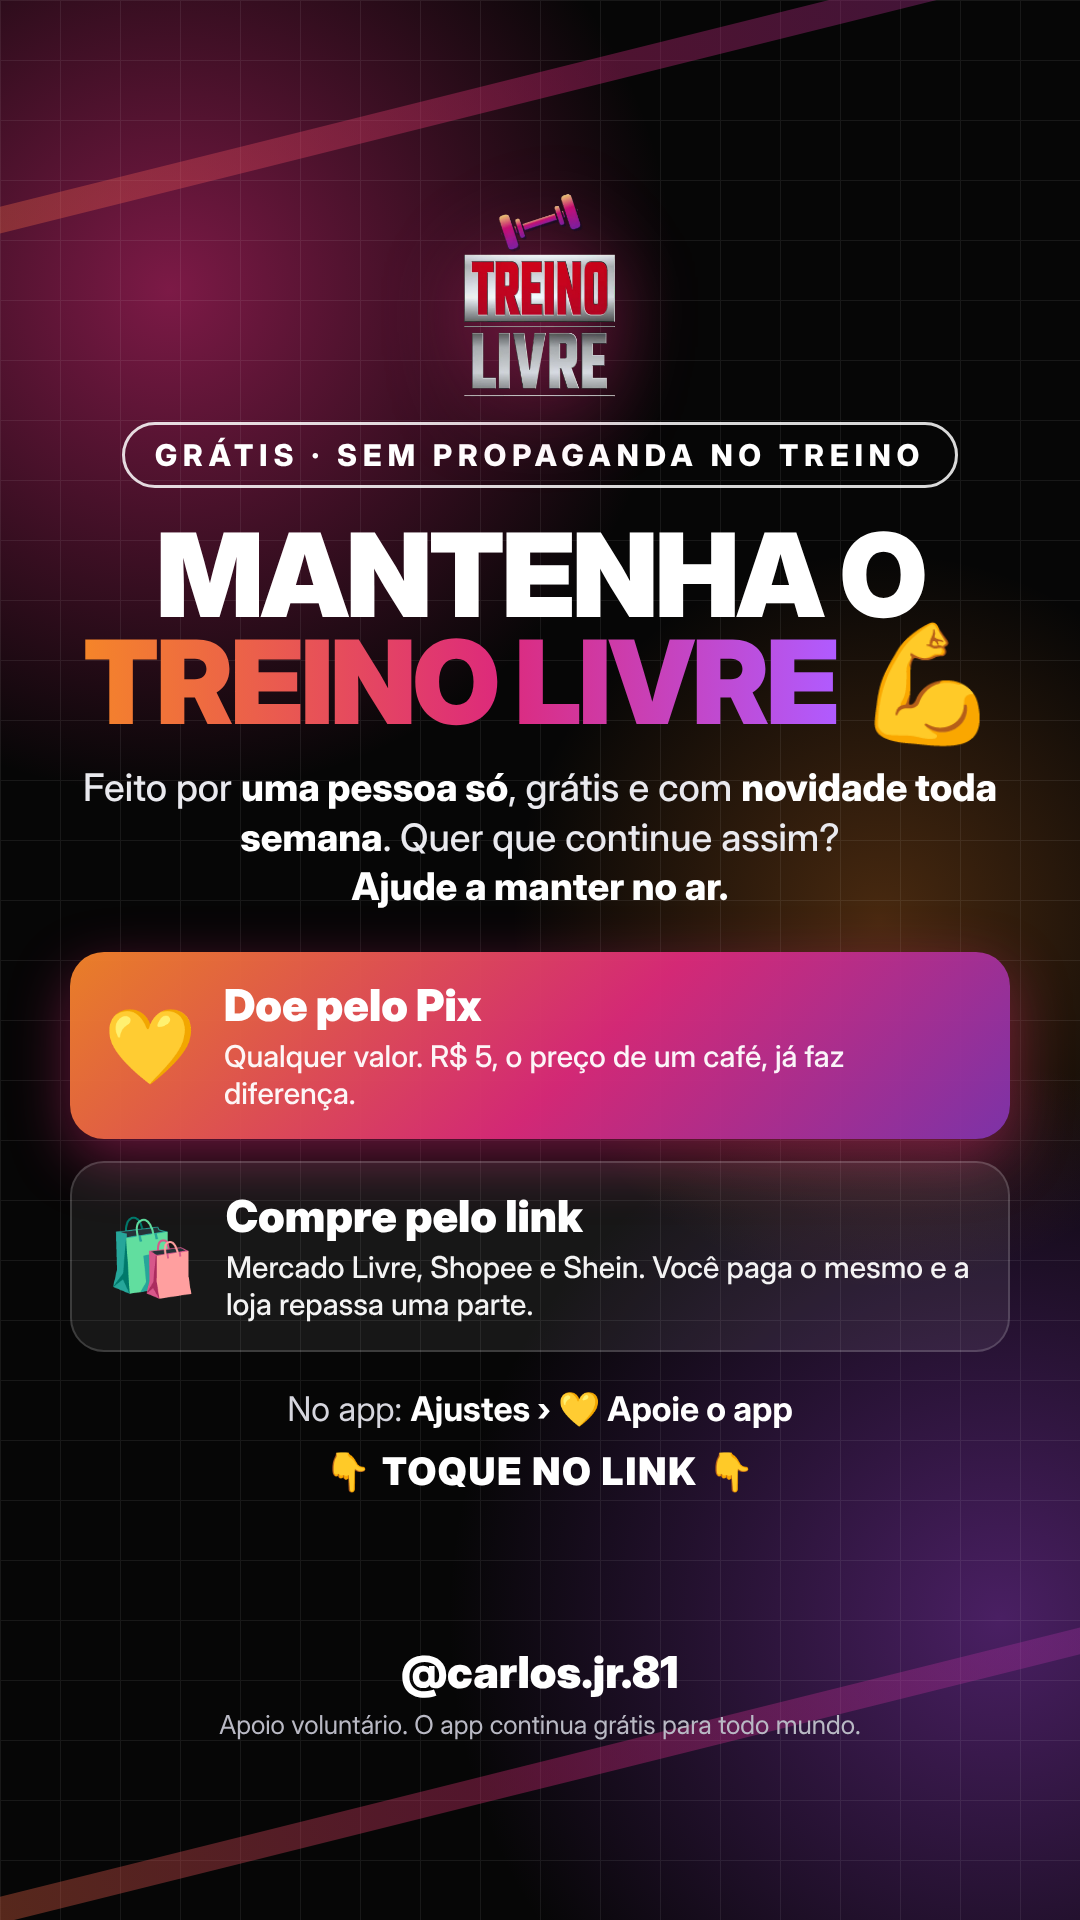 TREINO
LIVRE
GRÁTIS · SEM PROPAGANDA NO TREINO
MANTENHA O
TREINO LIVRE 💪
Feito por uma pessoa só, grátis e com novidade toda
semana. Quer que continue assim?
Ajude a manter no ar.
Doe pelo Pix
Qualquer valor. R$ 5, o preço de um café, já faz
diferença.
Compre pelo link
Mercado Livre, Shopee e Shein. Você paga o mesmo e a
loja repassa uma parte.
No app: Ajustes › 💛 Apoie o app
👇 TOQUE NO LINK 👇
@carlos.jr.81
Apoio voluntário. O app continua grátis para todo mundo.